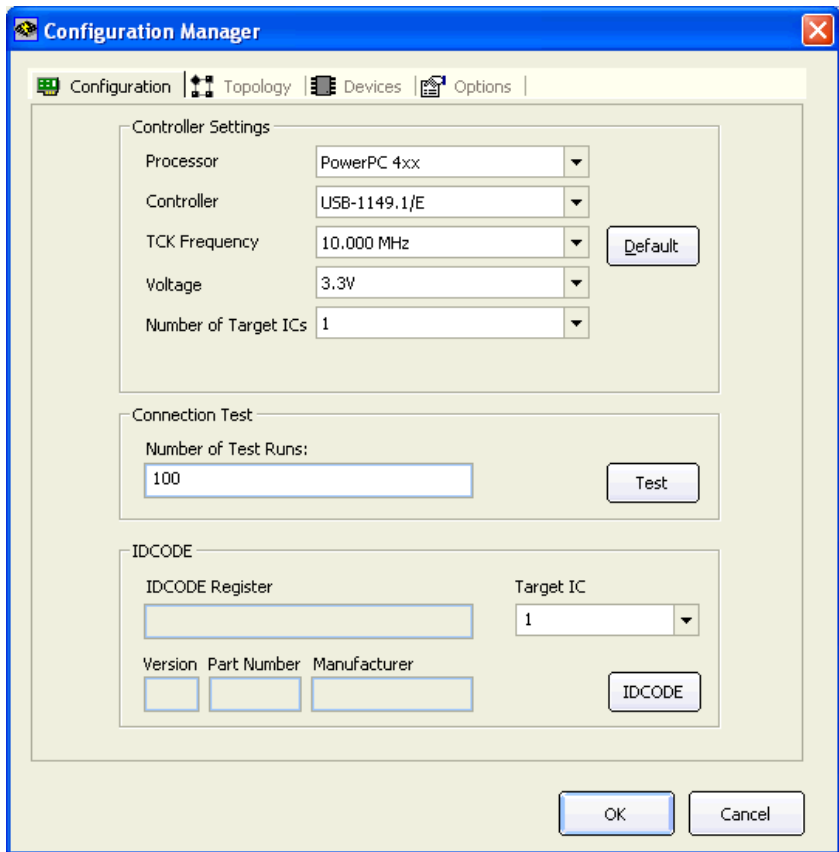 Configuration Manager
Configuration Topology Devices Options
Controller Settings
Processor PowerPC 4xx
Controller USB-1149.1/E
TCK Frequency 10.000 MHz Default
Voltage 3.3V
Number of Target ICs 1
Connection Test
Number of Test Runs:
100 Test
IDCODE
IDCODE Register Target IC
1
Version Part Number Manufacturer
IDCODE
OK Cancel